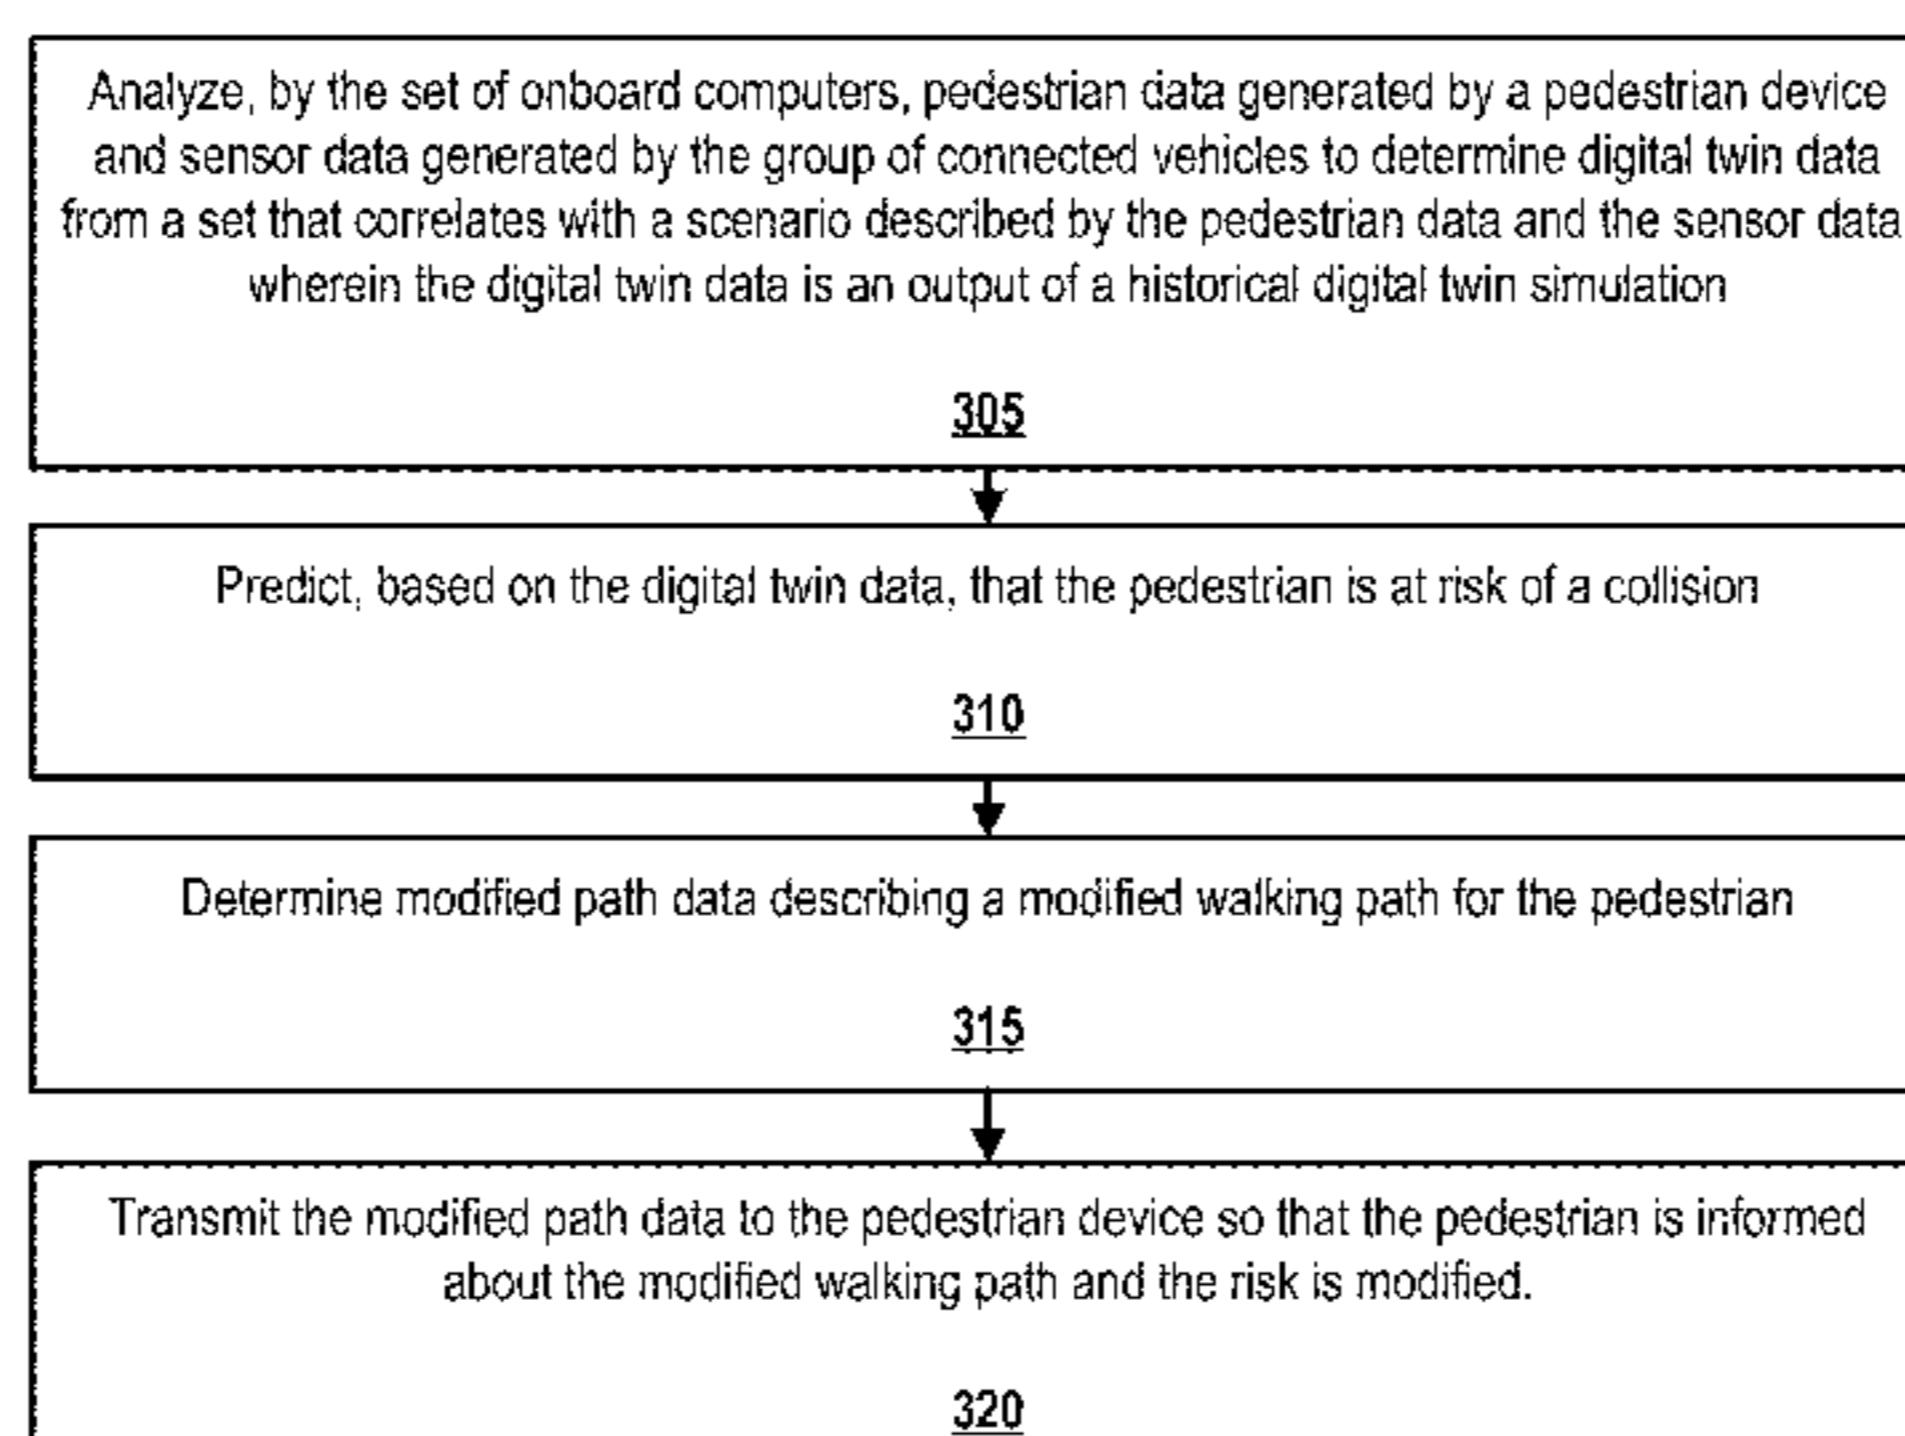 Analyze, by the set of onboard computers, pedestrian data generated by a pedestrian device
and sensor data generated by the group of connected vehicles to determine digital twin data
from a set that correlates with a scenario described by the pedestrian data and the sensor data
wherein the digital twin data is an output of a historical digital twin simulation
305
Predict, based on the digital twin data, that the pedestrian is at risk of a collision
310
Determine modified path data describing a modified walking path for the pedestrian
315
Transmit the modified path data to the pedestrian device so that the pedestrian is informed
about the modified walking path and the risk is modified.
320